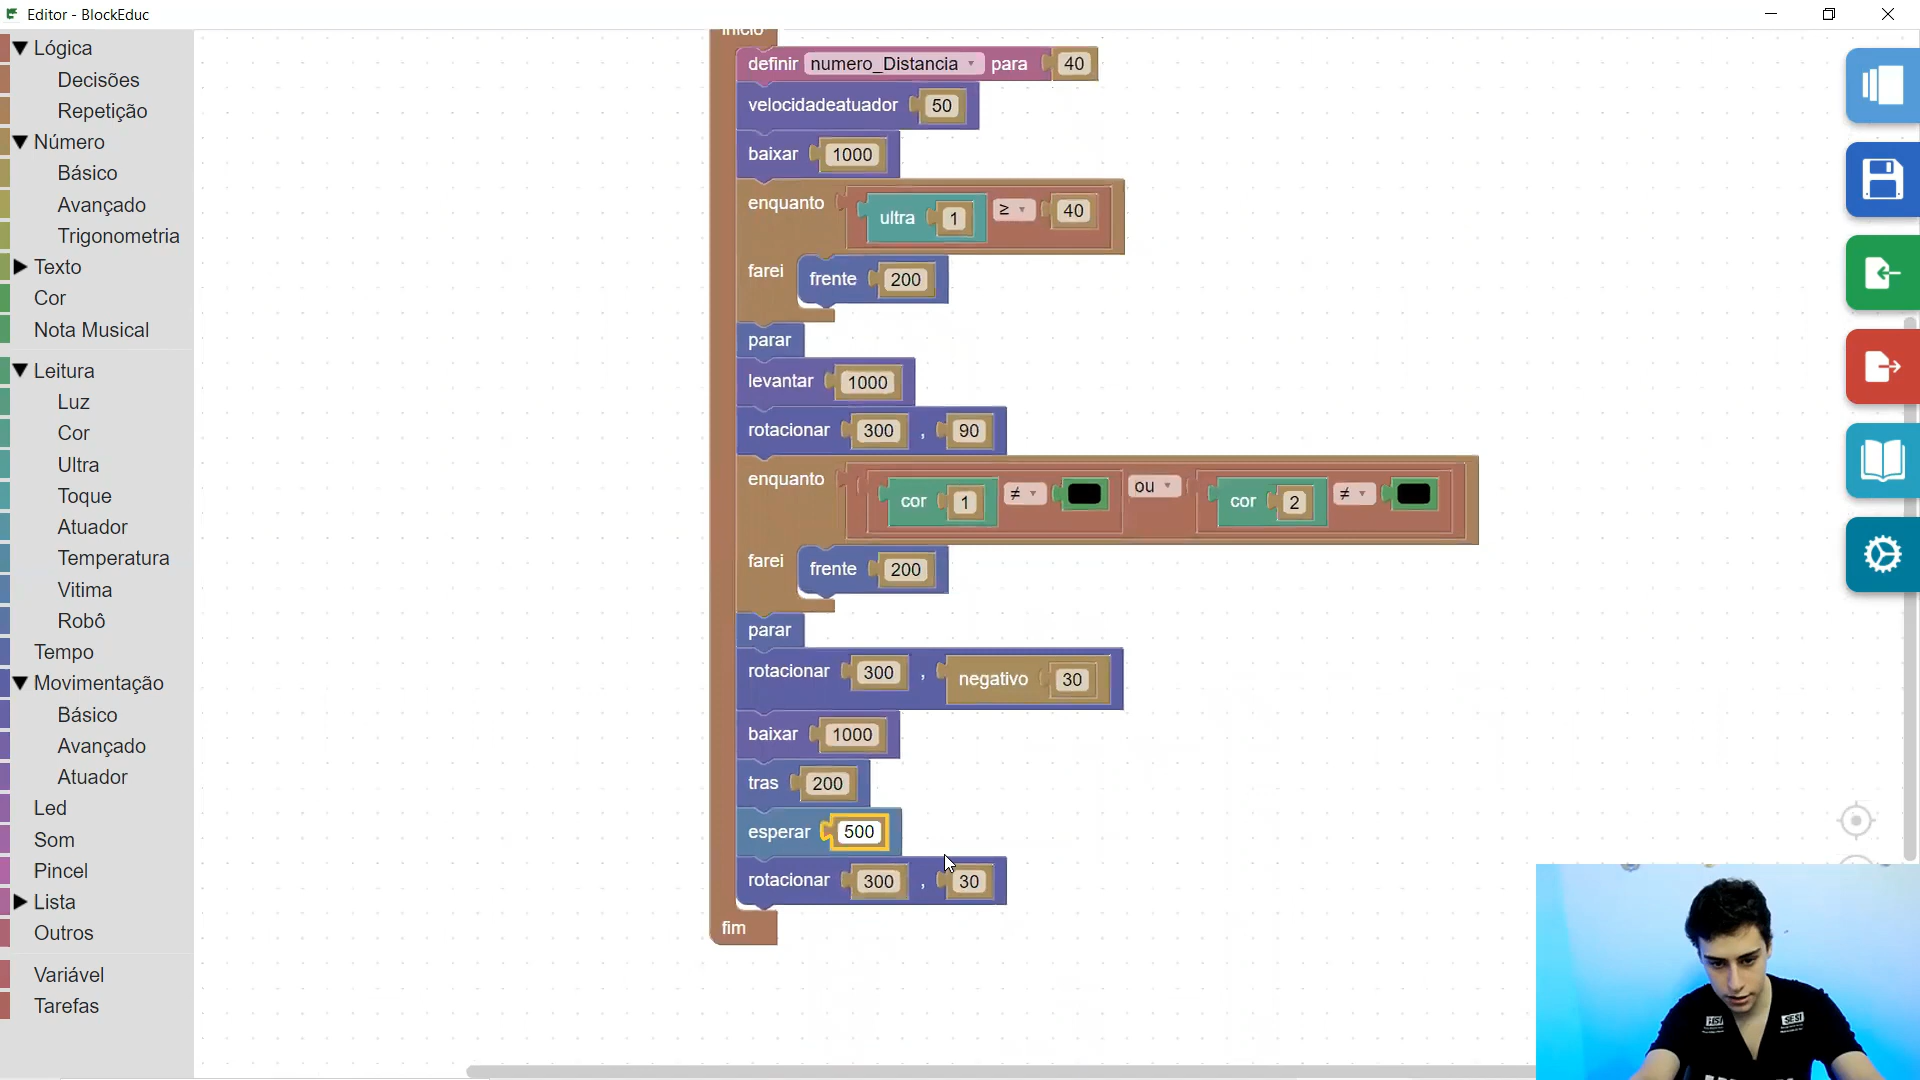 Editor - BlockEduc
Lógica
Decisões
Repetição
Número
Básico
Avançado
Trigonometria
Texto
Cor
Nota Musical
Leitura
Luz
Cor
Ultra
Toque
Atuador
Temperatura
Vitima
Robô
Tempo
Movimentação
Básico
Avançado
Atuador
Led
Som
Pincel
Lista
Outros
Variável
Tarefas
início
definir numero_Distancia para 40
velocidadeatuador 50
baixar 1000
enquanto ultra 1 ≥ 40
farei frente 200
parar
levantar 1000
rotacionar 300 , 90
enquanto cor 1 ≠ ou cor 2 ≠
farei frente 200
parar
rotacionar 300 , negativo 30
baixar 1000
tras 200
esperar 500
rotacionar 300 , 30
fim
SESI